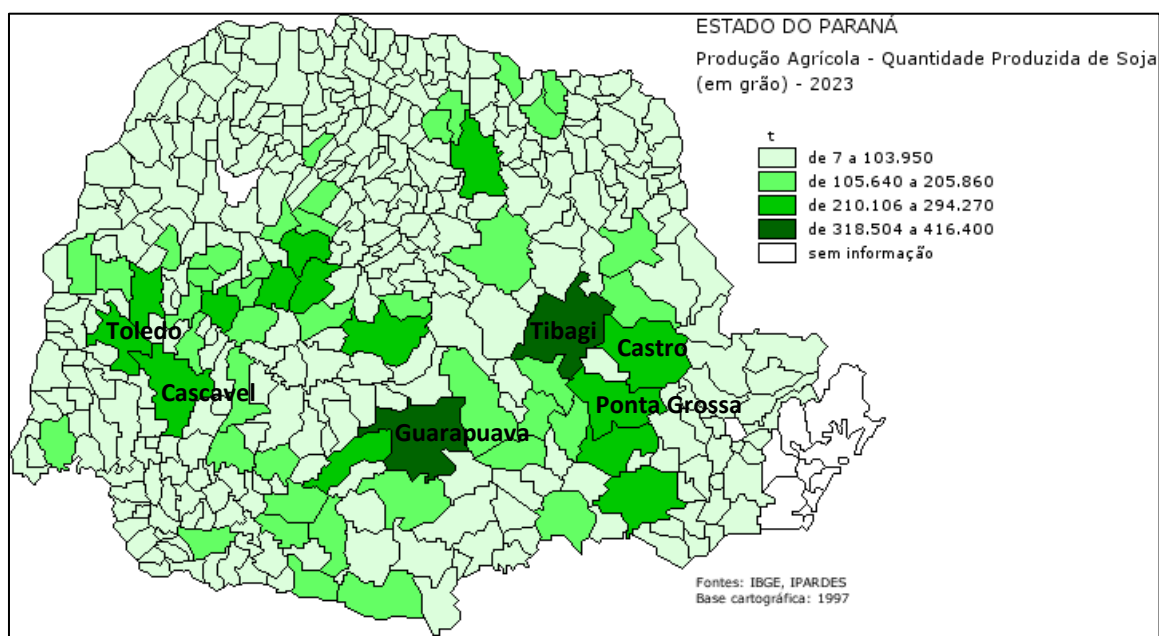 ESTADO DO PARANÁ
Produção Agrícola - Quantidade Produzida de Soja
(em grão) - 2023
t
de 7 a 103.950
de 105.640 a 205.860
de 210.106 a 294.270
de 318.504 a 416.400
sem informação
Toledo
Tibagi
Castro
Cascavel
Ponta Grossa
Guarapuava
Fontes: IBGE, IPARDES
Base cartográfica: 1997